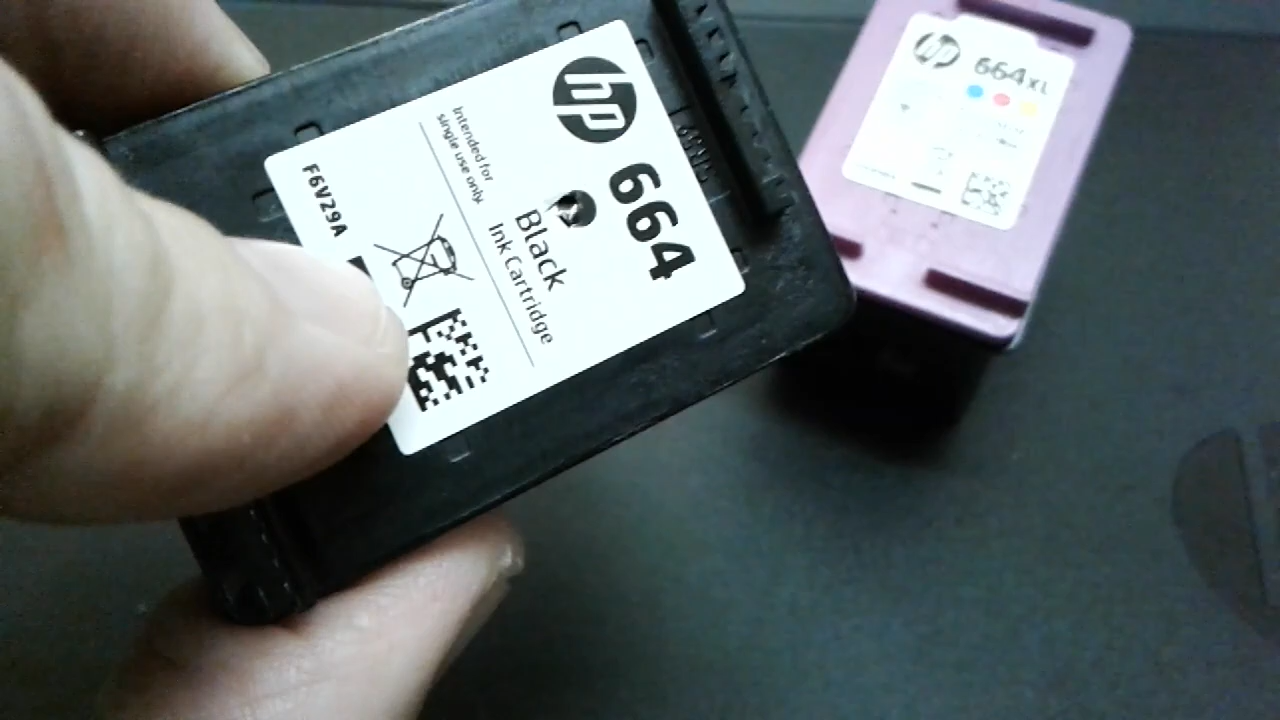 hp
664
Black
Ink Cartridge
Intended for
single use only.
F6V29A
hp
664XL